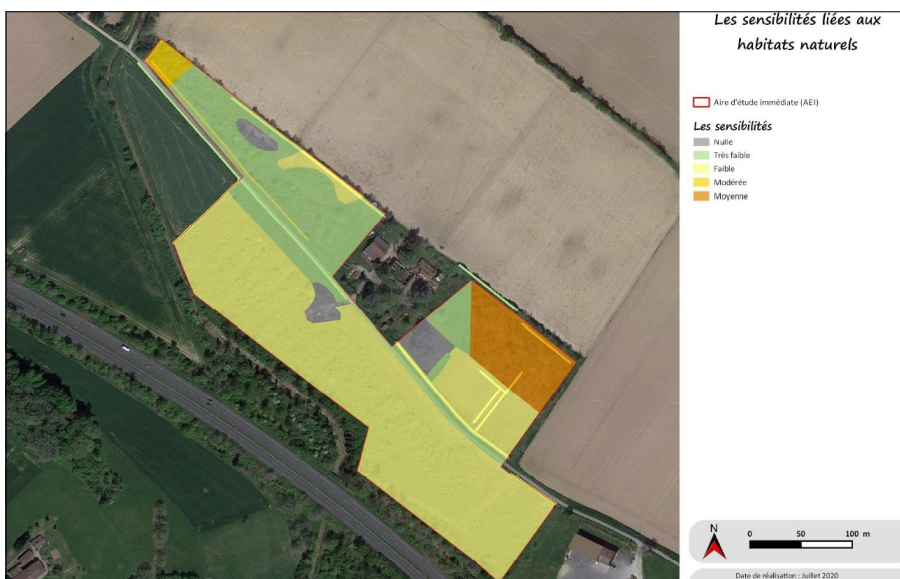 Les sensibilités liées aux
habitats naturels
Aire d'étude immédiate (AEI)
Les sensibilités
Nulle
Très faible
Faible
Modérée
Moyenne
N
0 50 100 m
Date de réalisation : Juillet 2020